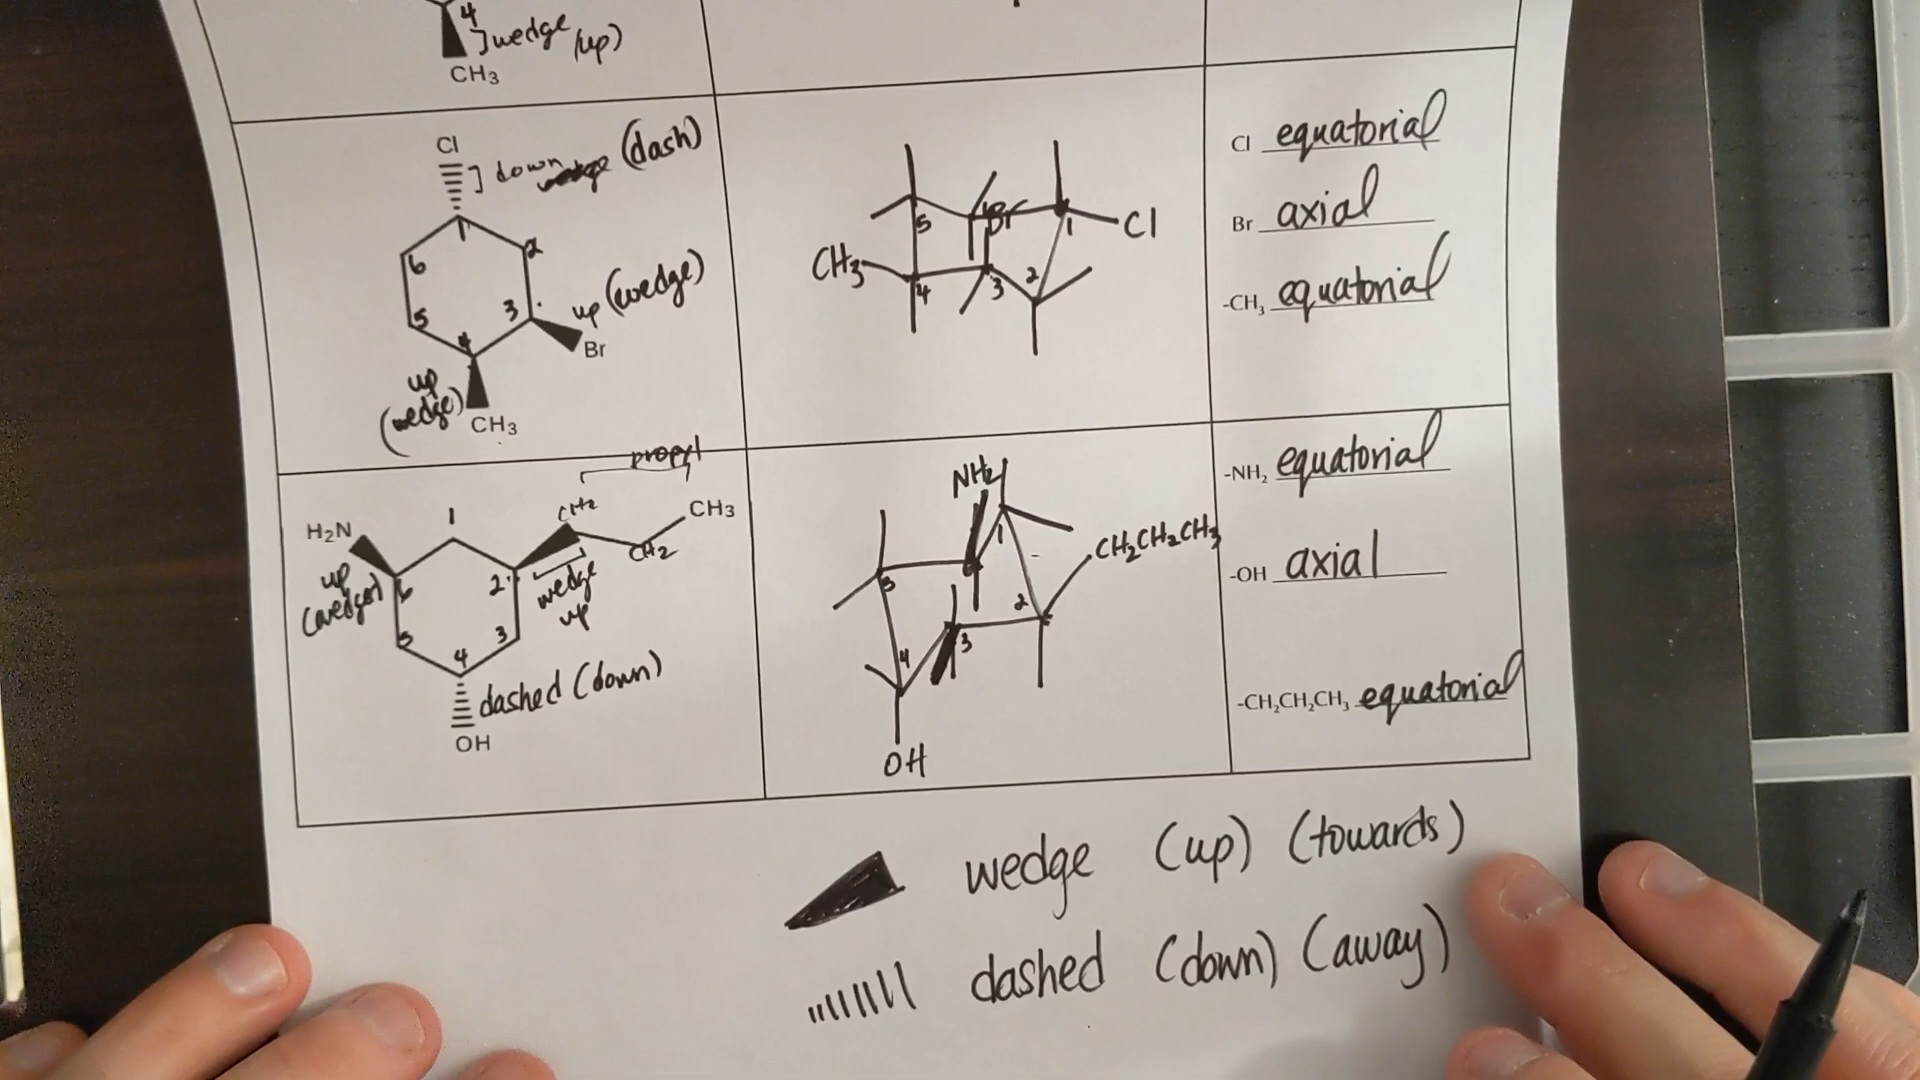 4
]wedge (up)
CH3
Cl
] down (dash)
1
2
6
3
up (wedge)
5
4
Br
up
(wedge)
CH3
5
Br
1
Cl
CH3
4
3
2
Cl equatorial
Br axial
-CH3 equatorial
propyl
H2N
1
CH2
CH3
up
6
2
wedge
up
CH2
5
3
4
dashed (down)
OH
NH2
1
CH2CH2CH3
5
2
4
3
OH
-NH2 equatorial
-OH axial
-CH2CH2CH3 equatorial
wedge (up) (towards)
dashed (down) (away)